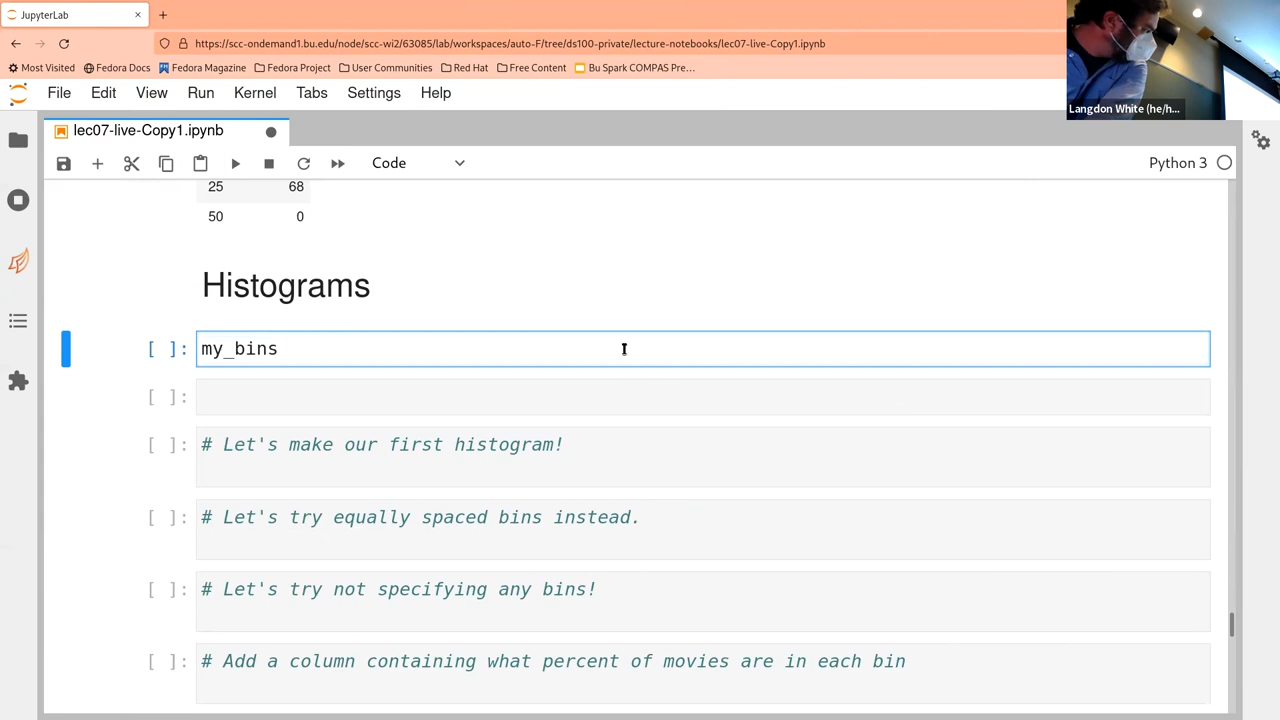 JupyterLab
https://scc-ondemand1.bu.edu/node/scc-wi2/63085/lab/workspaces/auto-F/tree/ds100-private/lecture-notebooks/lec07-live-Copy1.ipynb
Most Visited Fedora Docs Fedora Magazine Fedora Project User Communities Red Hat Free Content Bu Spark COMPAS Pre…
Langdon White (he/h...
File Edit View Run Kernel Tabs Settings Help
lec07-live-Copy1.ipynb
Code Python 3
25 68
50 0
Histograms
[ ]: my_bins
[ ]:
[ ]: # Let's make our first histogram!
[ ]: # Let's try equally spaced bins instead.
[ ]: # Let's try not specifying any bins!
[ ]: # Add a column containing what percent of movies are in each bin